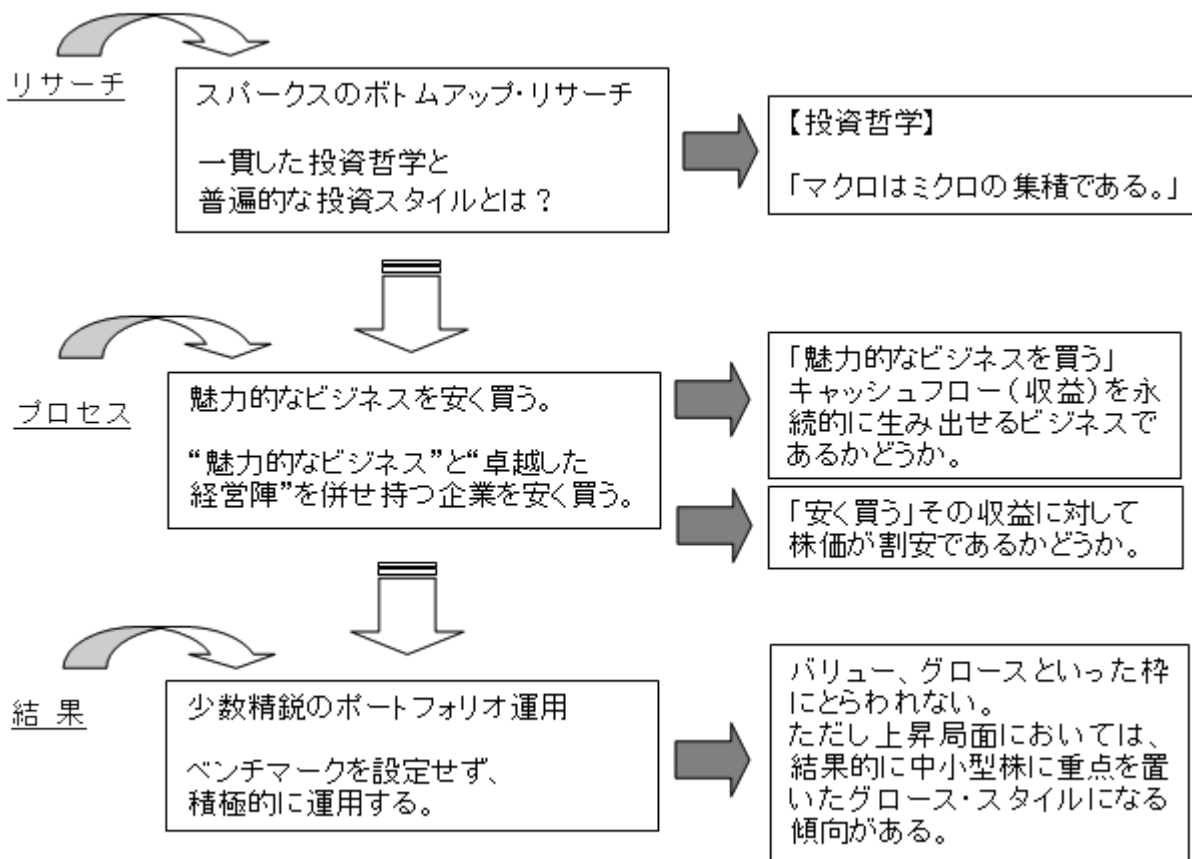 リサーチ
スパークスのボトムアップ・リサーチ
一貫した投資哲学と
普遍的な投資スタイルとは？
【投資哲学】
「マクロはミクロの集積である。」
プロセス
魅力的なビジネスを安く買う。
“魅力的なビジネス”と“卓越した
経営陣”を併せ持つ企業を安く買う。
「魅力的なビジネスを買う」
キャッシュフロー（収益）を永
続的に生み出せるビジネスで
あるかどうか。
「安く買う」その収益に対して
株価が割安であるかどうか。
結果
少数精鋭のポートフォリオ運用
ベンチマークを設定せず、
積極的に運用する。
バリュー、グロースといった枠
にとらわれない。
ただし上昇局面においては、
結果的に中小型株に重点を置
いたグロース・スタイルになる
傾向がある。